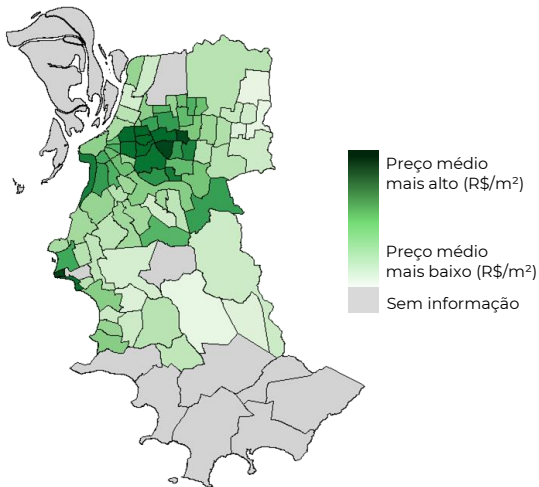 Preço médio
mais alto (R$/m²)
Preço médio
mais baixo (R$/m²)
Sem informação